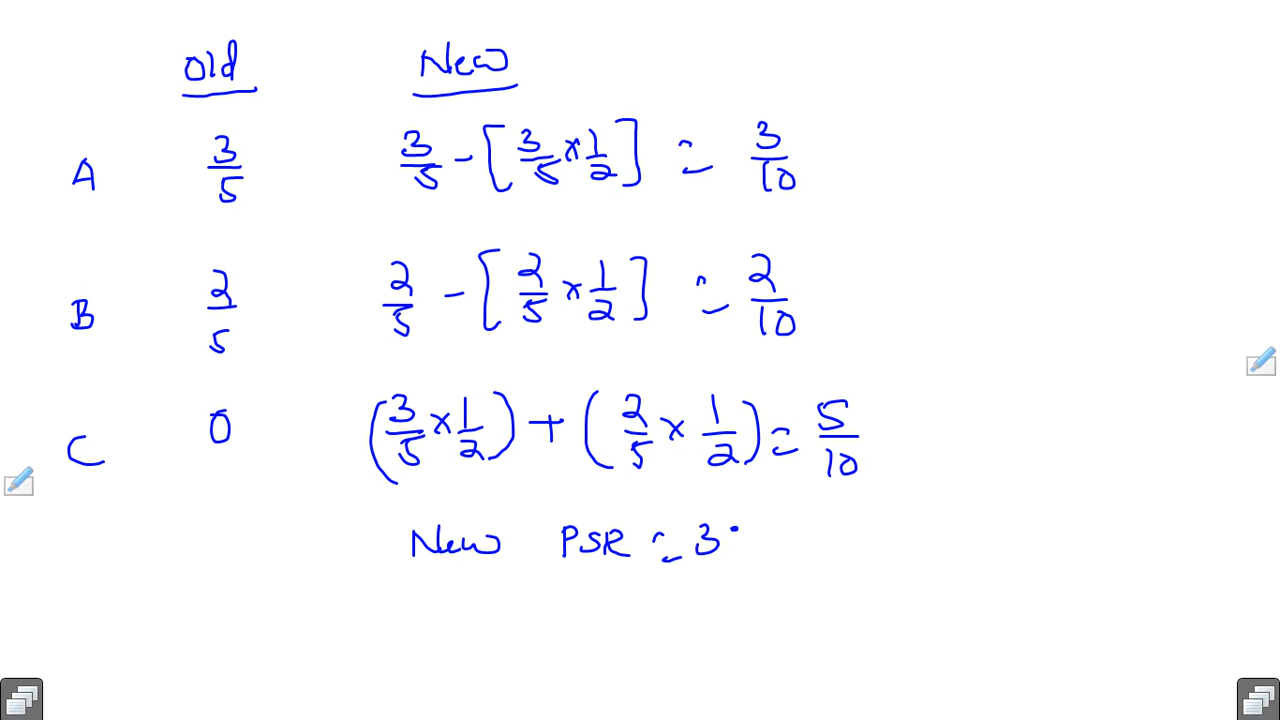 Old New
A 3/5 3/5 - [3/5 × 1/2] = 3/10
B 2/5 2/5 - [2/5 × 1/2] = 2/10
C 0 (3/5 × 1/2) + (2/5 × 1/2) = 5/10
New PSR = 3·